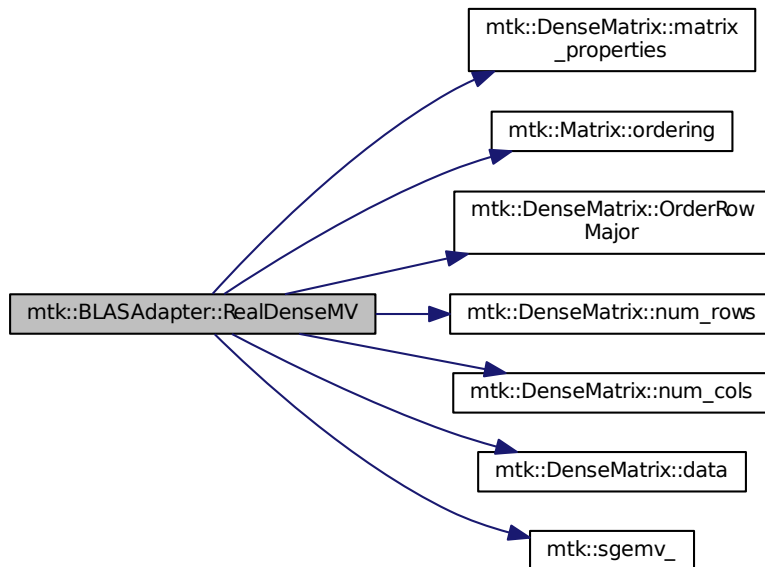 mtk::DenseMatrix::matrix
_properties
mtk::Matrix::ordering
mtk::DenseMatrix::OrderRow
Major
mtk::BLASAdapter::RealDenseMV
mtk::DenseMatrix::num_rows
mtk::DenseMatrix::num_cols
mtk::DenseMatrix::data
mtk::sgemv_